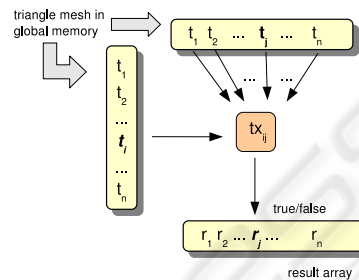 triangle mesh in
global memory
t1 t2 ... tj ... tn
... ...
t1
t2
...
ti
...
tn
txij
true/false
r1 r2 ... rj ... rn
result array